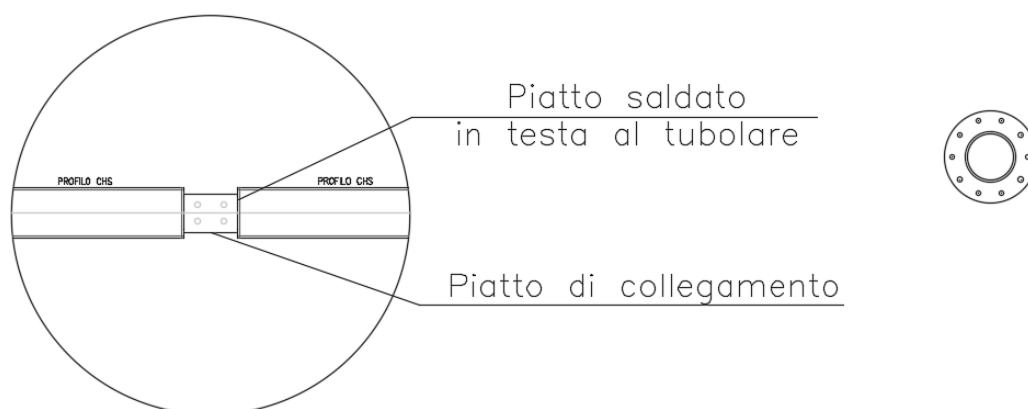 Piatto saldato
in testa al tubolare
PROFILO CHS
PROFILO CHS
Piatto di collegamento